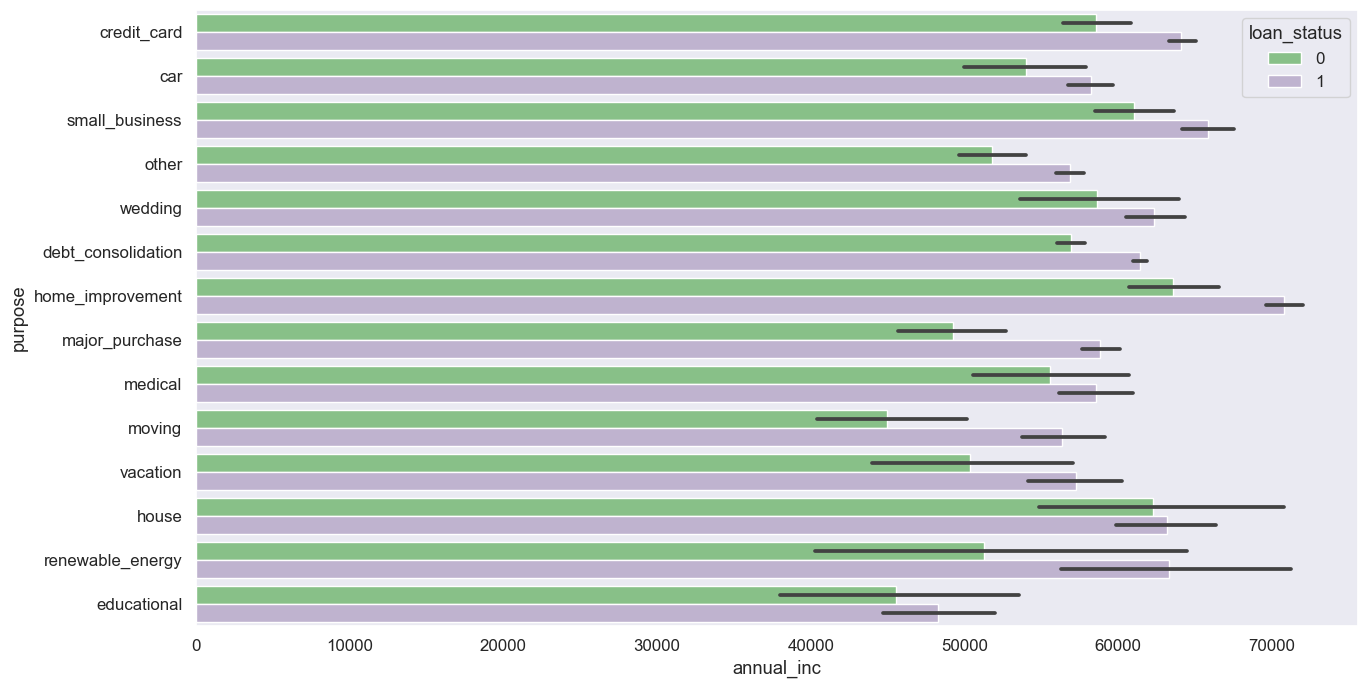 credit_card
car
small_business
other
wedding
debt_consolidation
home_improvement
major_purchase
medical
moving
vacation
house
renewable_energy
educational
purpose
0 10000 20000 30000 40000 50000 60000 70000
annual_inc
loan_status
0
1